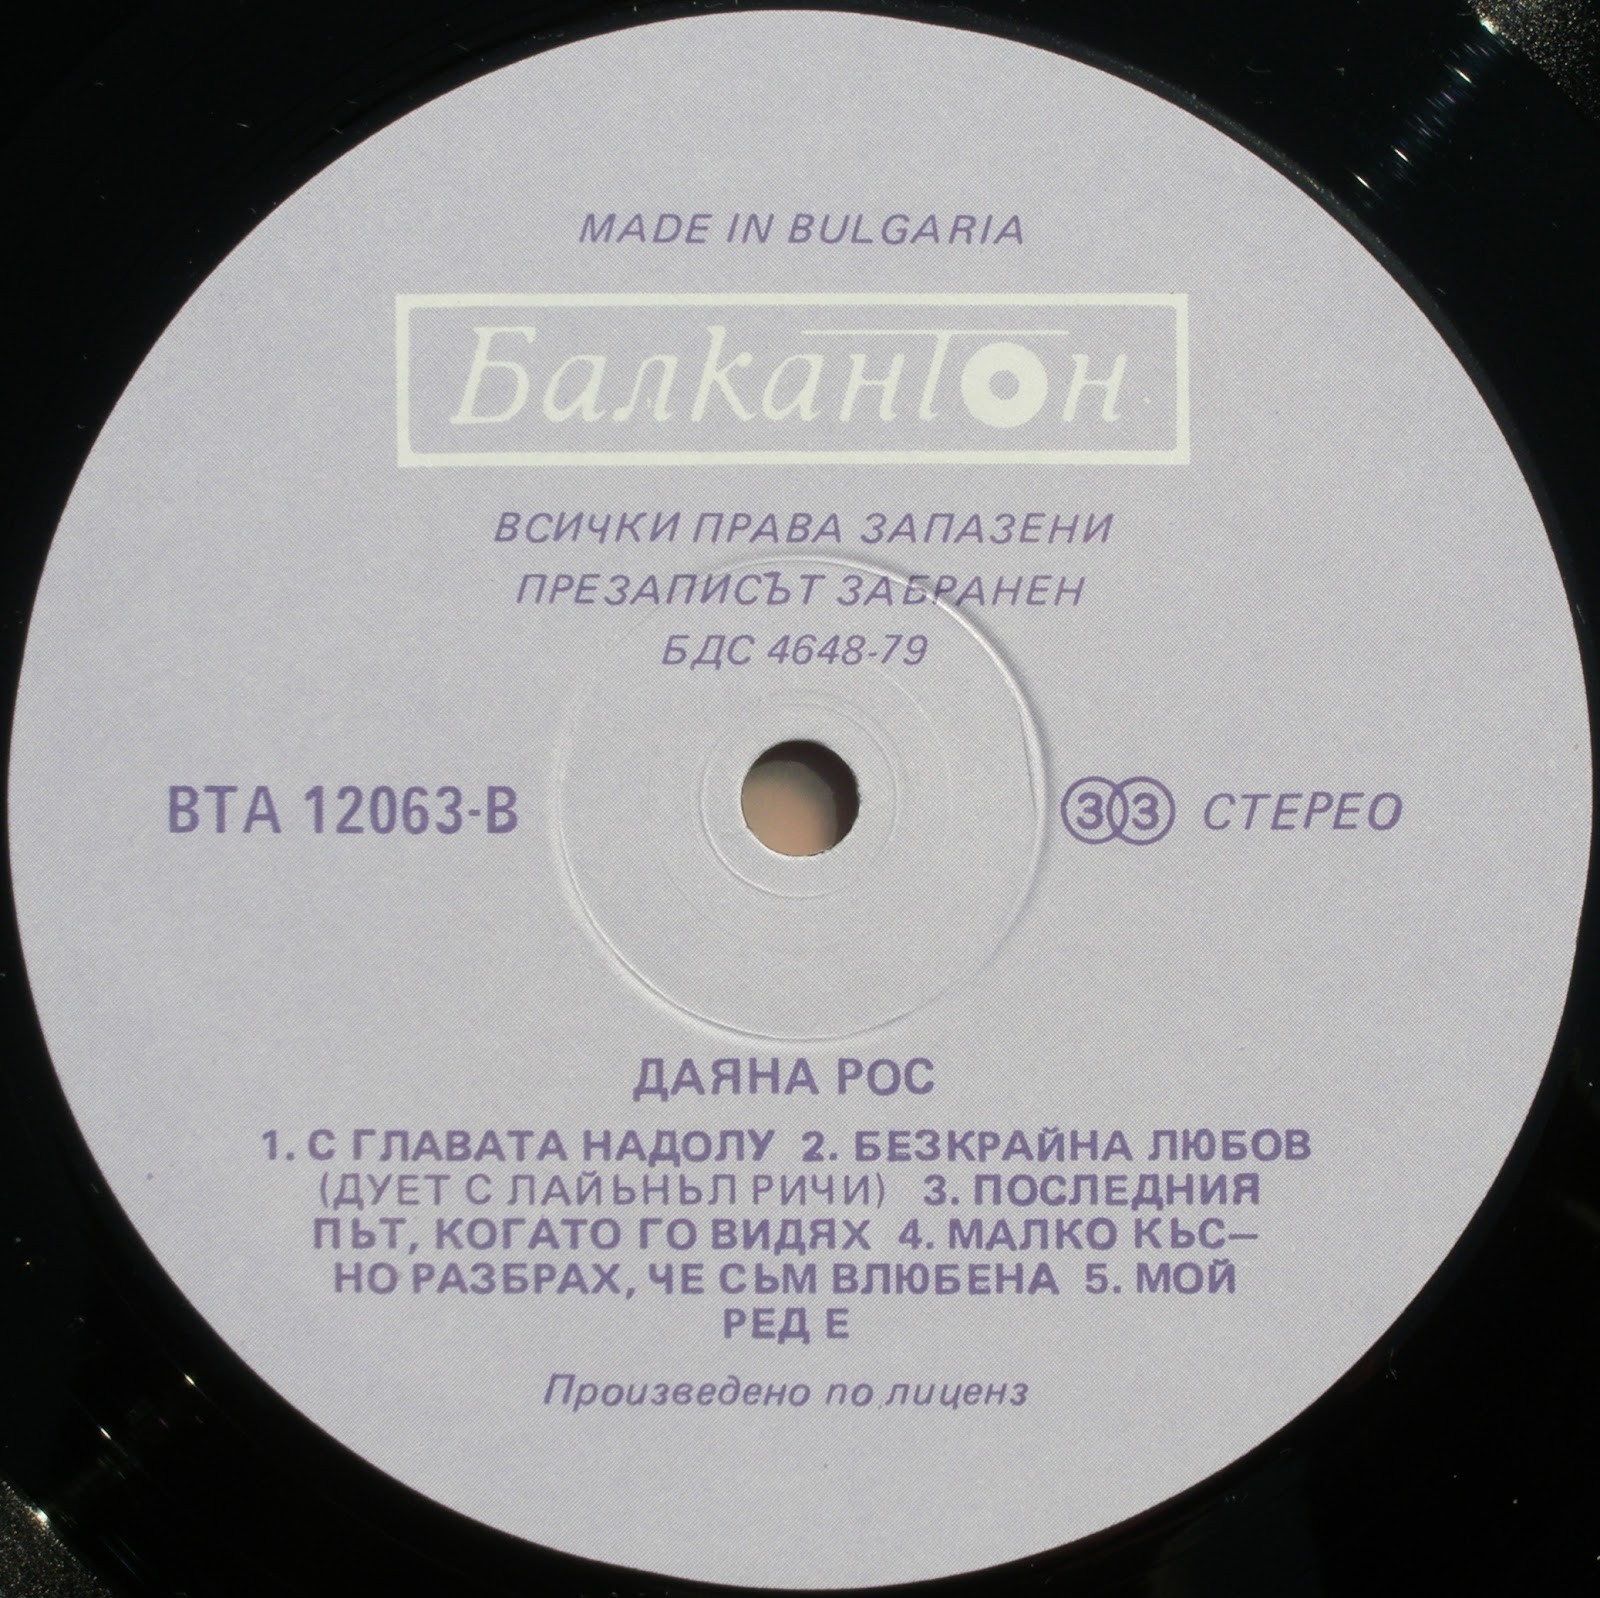 MADE IN BULGARIA
Балкантон
ВСИЧКИ ПРАВА ЗАПАЗЕНИ
ПРЕЗАПИСЪТ ЗАБРАНЕН
БДС 4648-79
ВТА 12063-В
33 СТЕРЕО
ДАЯНА РОС
1. С ГЛАВАТА НАДОЛУ 2. БЕЗКРАЙНА ЛЮБОВ
(ДУЕТ С ЛАЙЬНЬЛ РИЧИ) 3. ПОСЛЕДНИЯ
ПЬТ, КОГАТО ГО ВИДЯХ 4. МАЛКО КЬС–
НО РАЗБРАХ, ЧЕ СЬМ ВЛЮБЕНА 5. МОЙ
РЕД Е
Произведено по лиценз